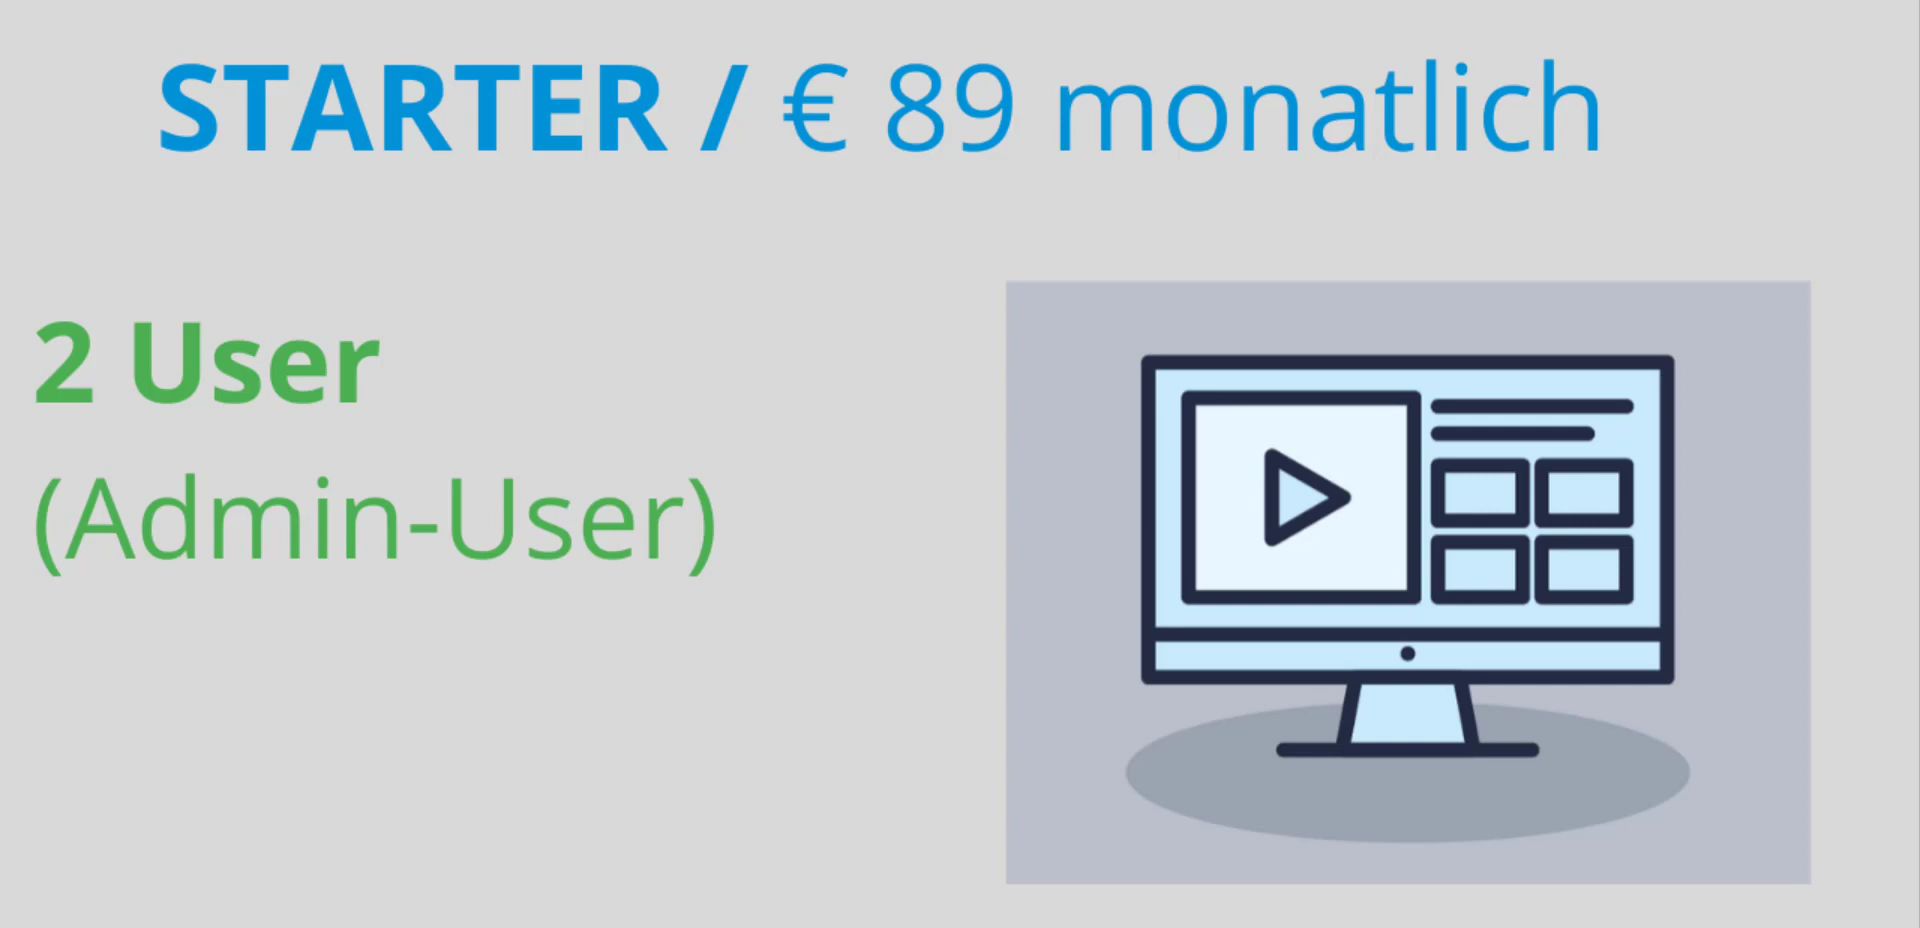 STARTER / € 89 monatlich
2 User
(Admin-User)